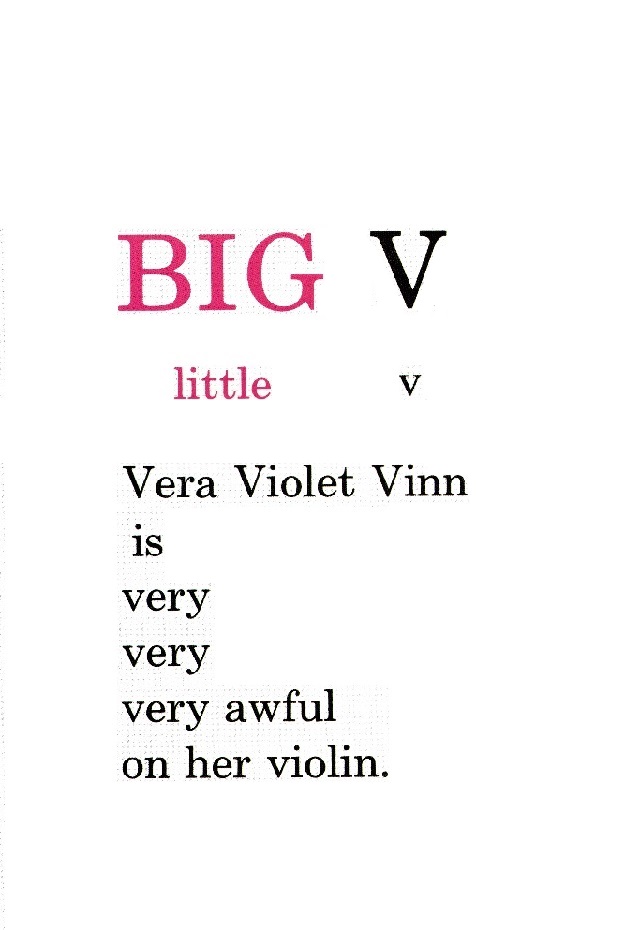 BIG V
little v
Vera Violet Vinn
is
very
very
very awful
on her violin.